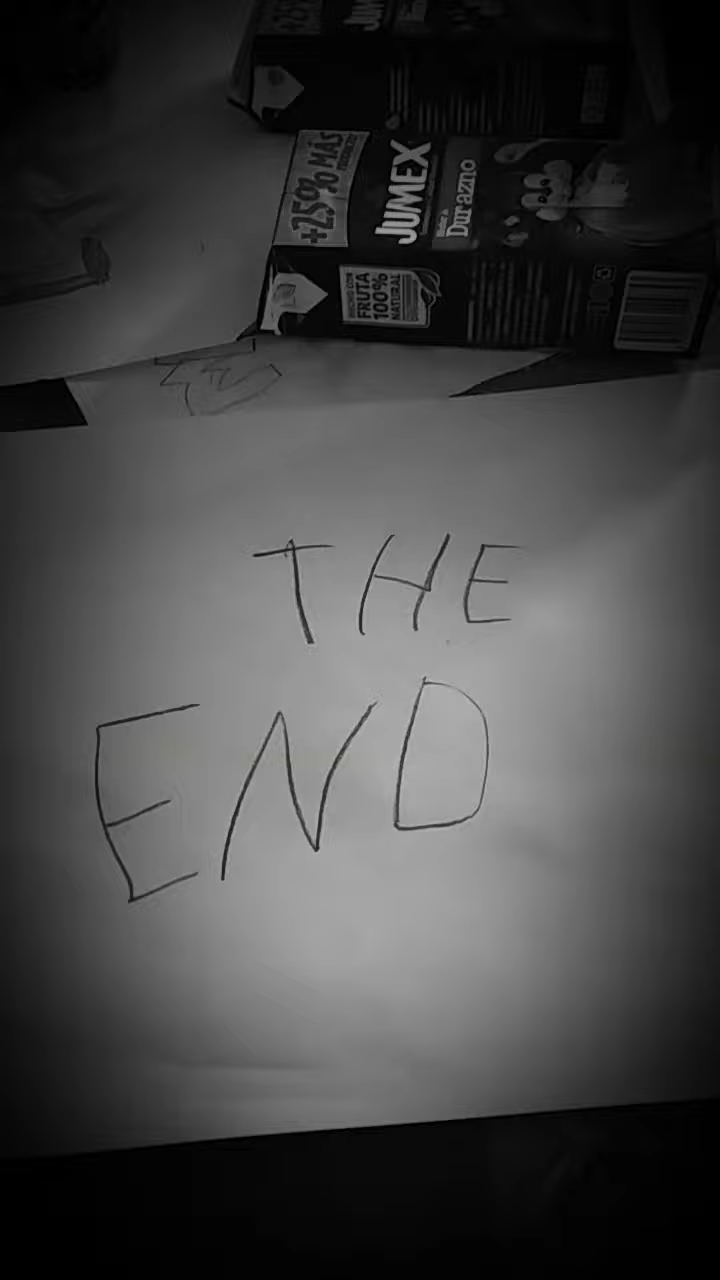 +25% MÁS
JUMEX
Durazno
FRUTA
100%
NATURAL
THE
END